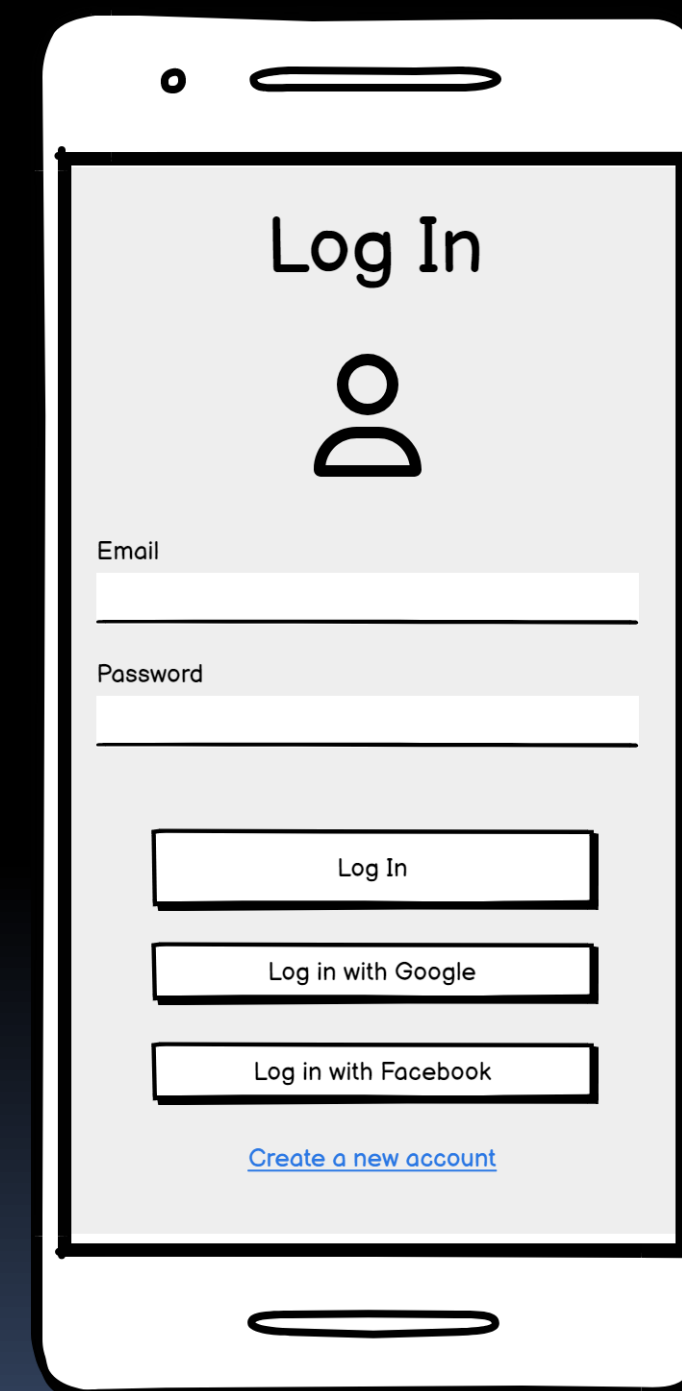 Log In
Email
Password
Log In
Log in with Google
Log in with Facebook
Create a new account